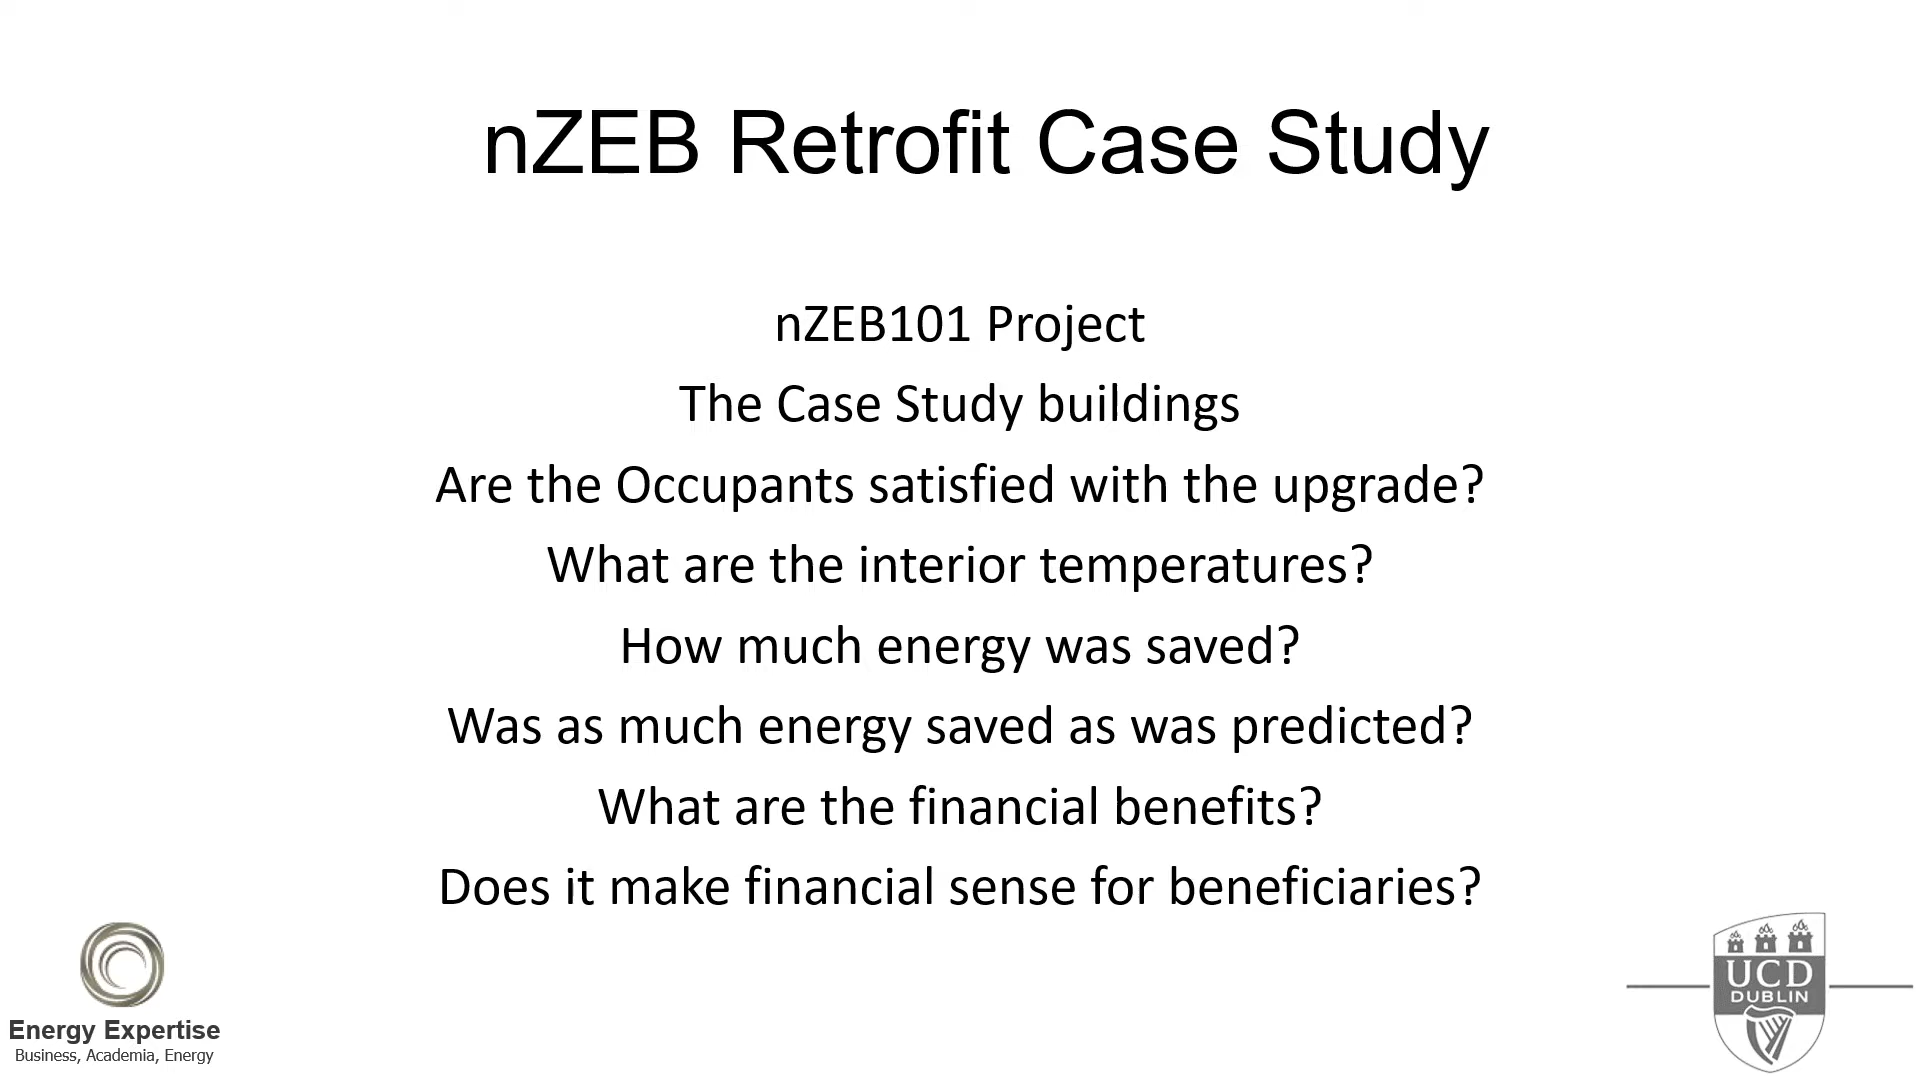 nZEB Retrofit Case Study
nZEB101 Project
The Case Study buildings
Are the Occupants satisfied with the upgrade?
What are the interior temperatures?
How much energy was saved?
Was as much energy saved as was predicted?
What are the financial benefits?
Does it make financial sense for beneficiaries?
Energy Expertise
Business, Academia, Energy
UCD
DUBLIN